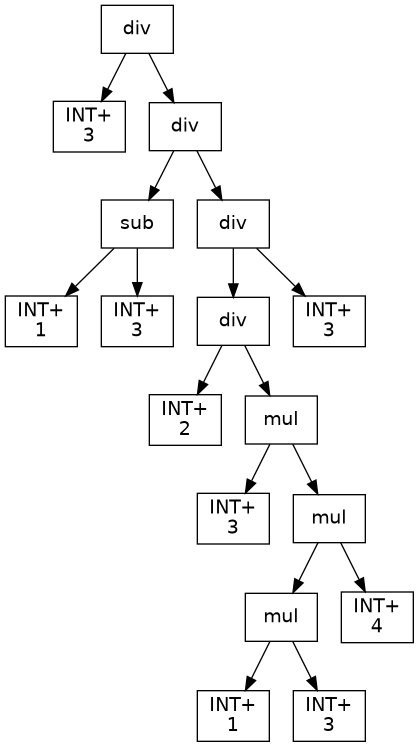 div
INT+
3
div
sub
div
INT+
1
INT+
3
div
INT+
3
INT+
2
mul
INT+
3
mul
mul
INT+
4
INT+
1
INT+
3